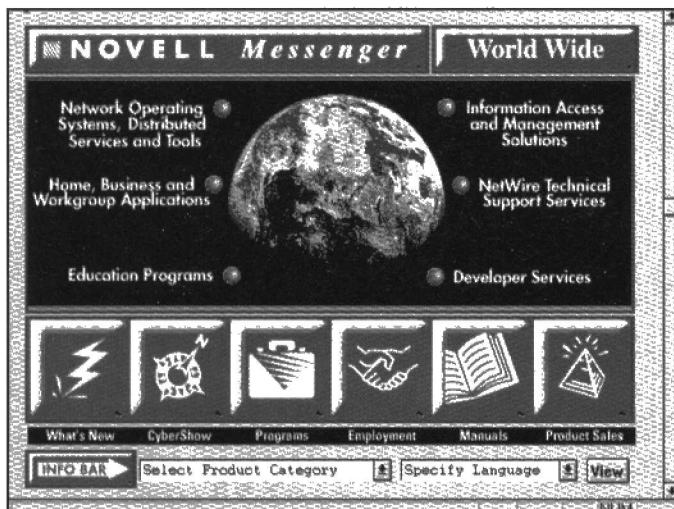 NOVELL Messenger
World Wide
Network Operating
Systems, Distributed
Services and Tools
Information Access
and Management
Solutions
Home, Business and
Workgroup Applications
NetWire Technical
Support Services
Education Programs
Developer Services
N
What's New
CyberShow
Programs
Employment
Manuals
Product Sales
INFO BAR
Select Product Category
Specify Language
View